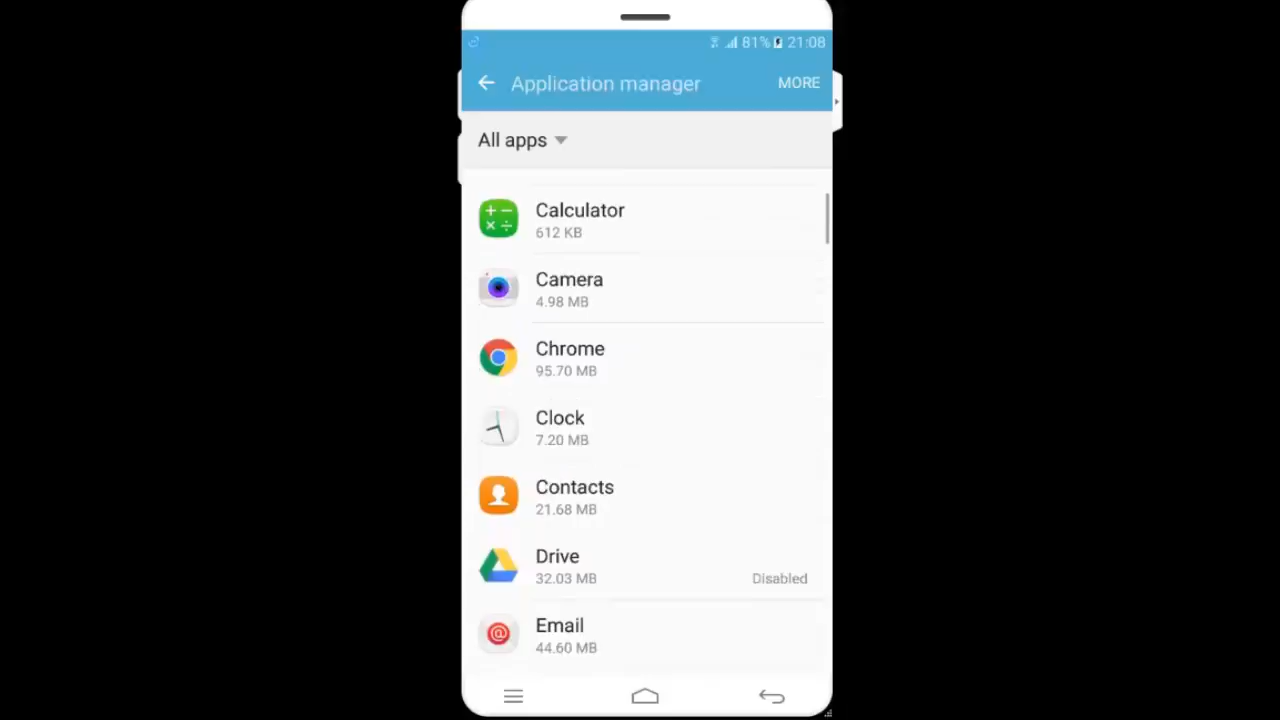 81% 21:08
Application manager MORE
All apps
Calculator
612 KB
Camera
4.98 MB
Chrome
95.70 MB
Clock
7.20 MB
Contacts
21.68 MB
Drive
32.03 MB Disabled
Email
44.60 MB